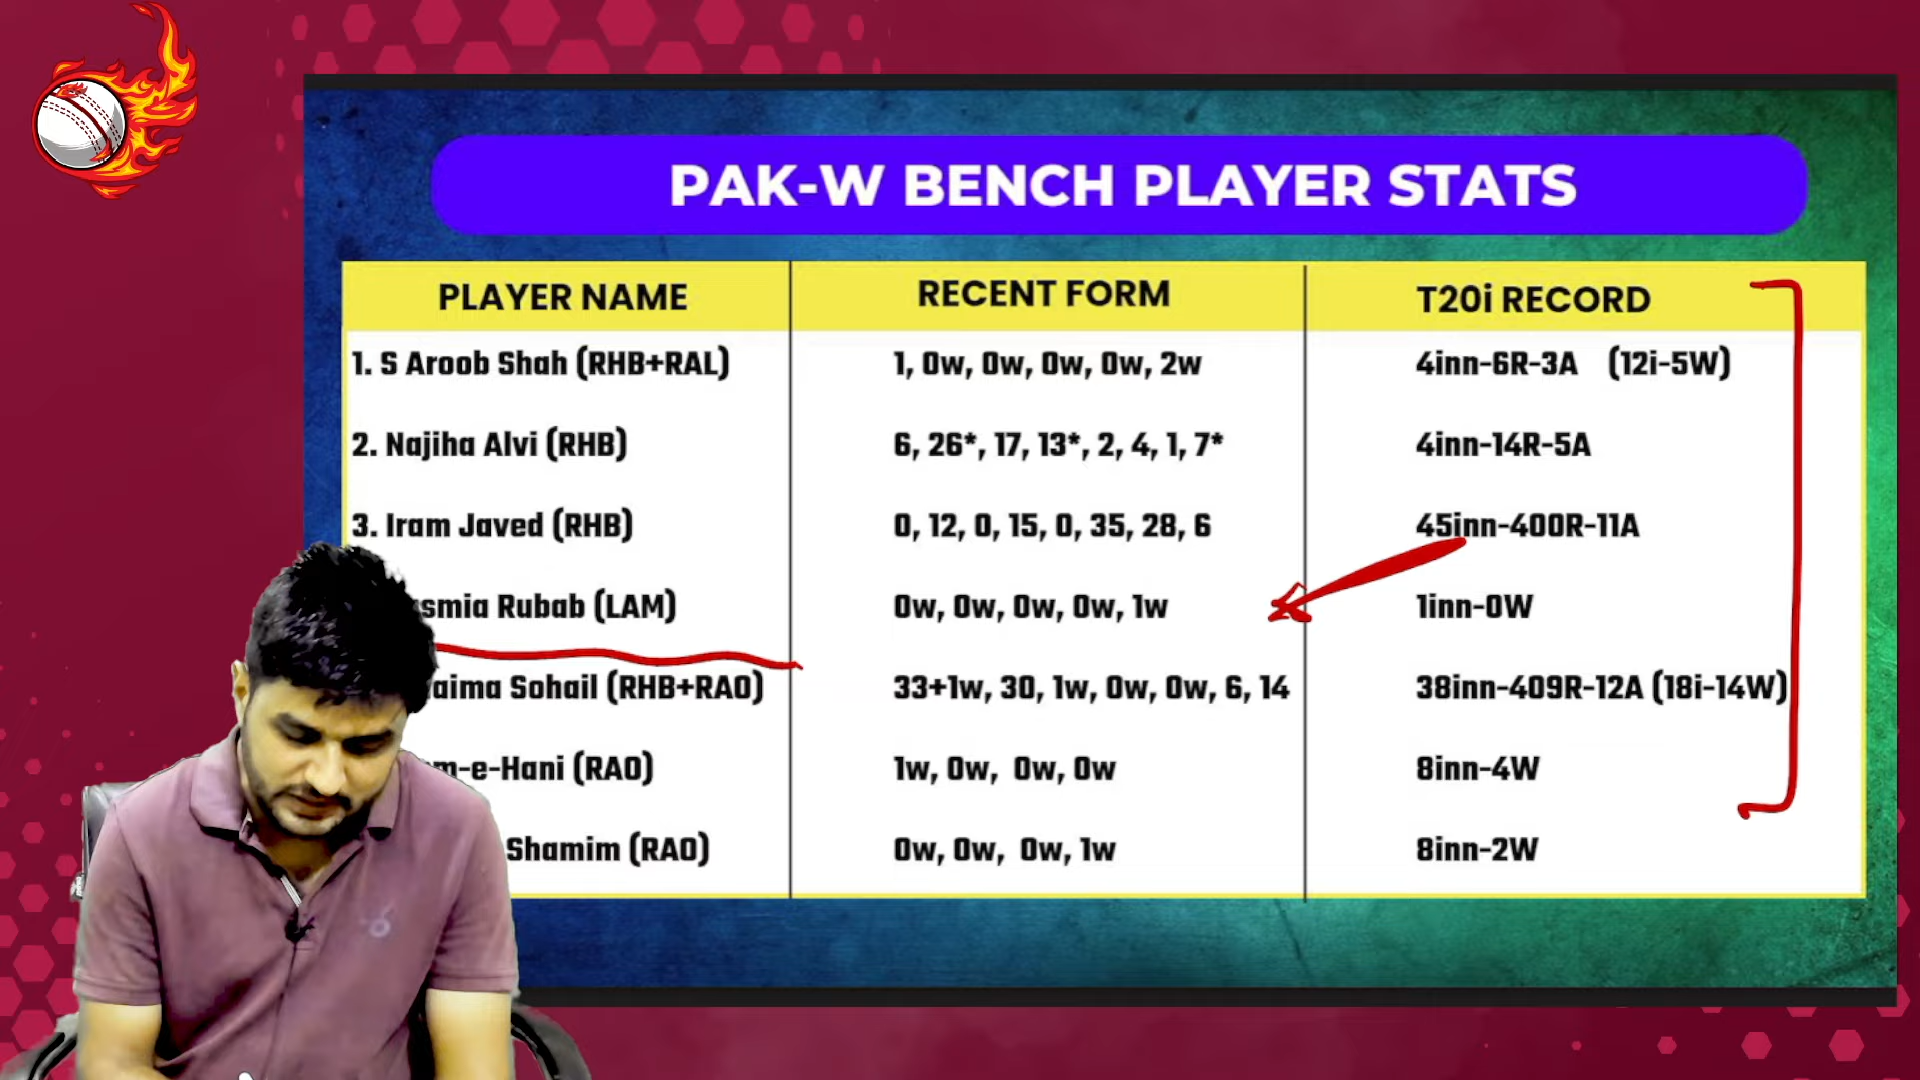 PAK-W BENCH PLAYER STATS
PLAYER NAME RECENT FORM T20i RECORD
1. S Aroob Shah (RHB+RAL) 1, 0w, 0w, 0w, 0w, 2w 4inn-6R-3A (12i-5W)
2. Najiha Alvi (RHB) 6, 26*, 17, 13*, 2, 4, 1, 7* 4inn-14R-5A
3. Iram Javed (RHB) 0, 12, 0, 15, 0, 35, 28, 6 45inn-400R-11A
Rubab (LAM) 0w, 0w, 0w, 0w, 1w 1inn-0W
Sohail (RHB+RAO) 33+1w, 30, 1w, 0w, 0w, 6, 14 38inn-409R-12A (18i-14W)
-e-Hani (RAO) 1w, 0w, 0w, 0w 8inn-4W
Shamim (RAO) 0w, 0w, 0w, 1w 8inn-2W